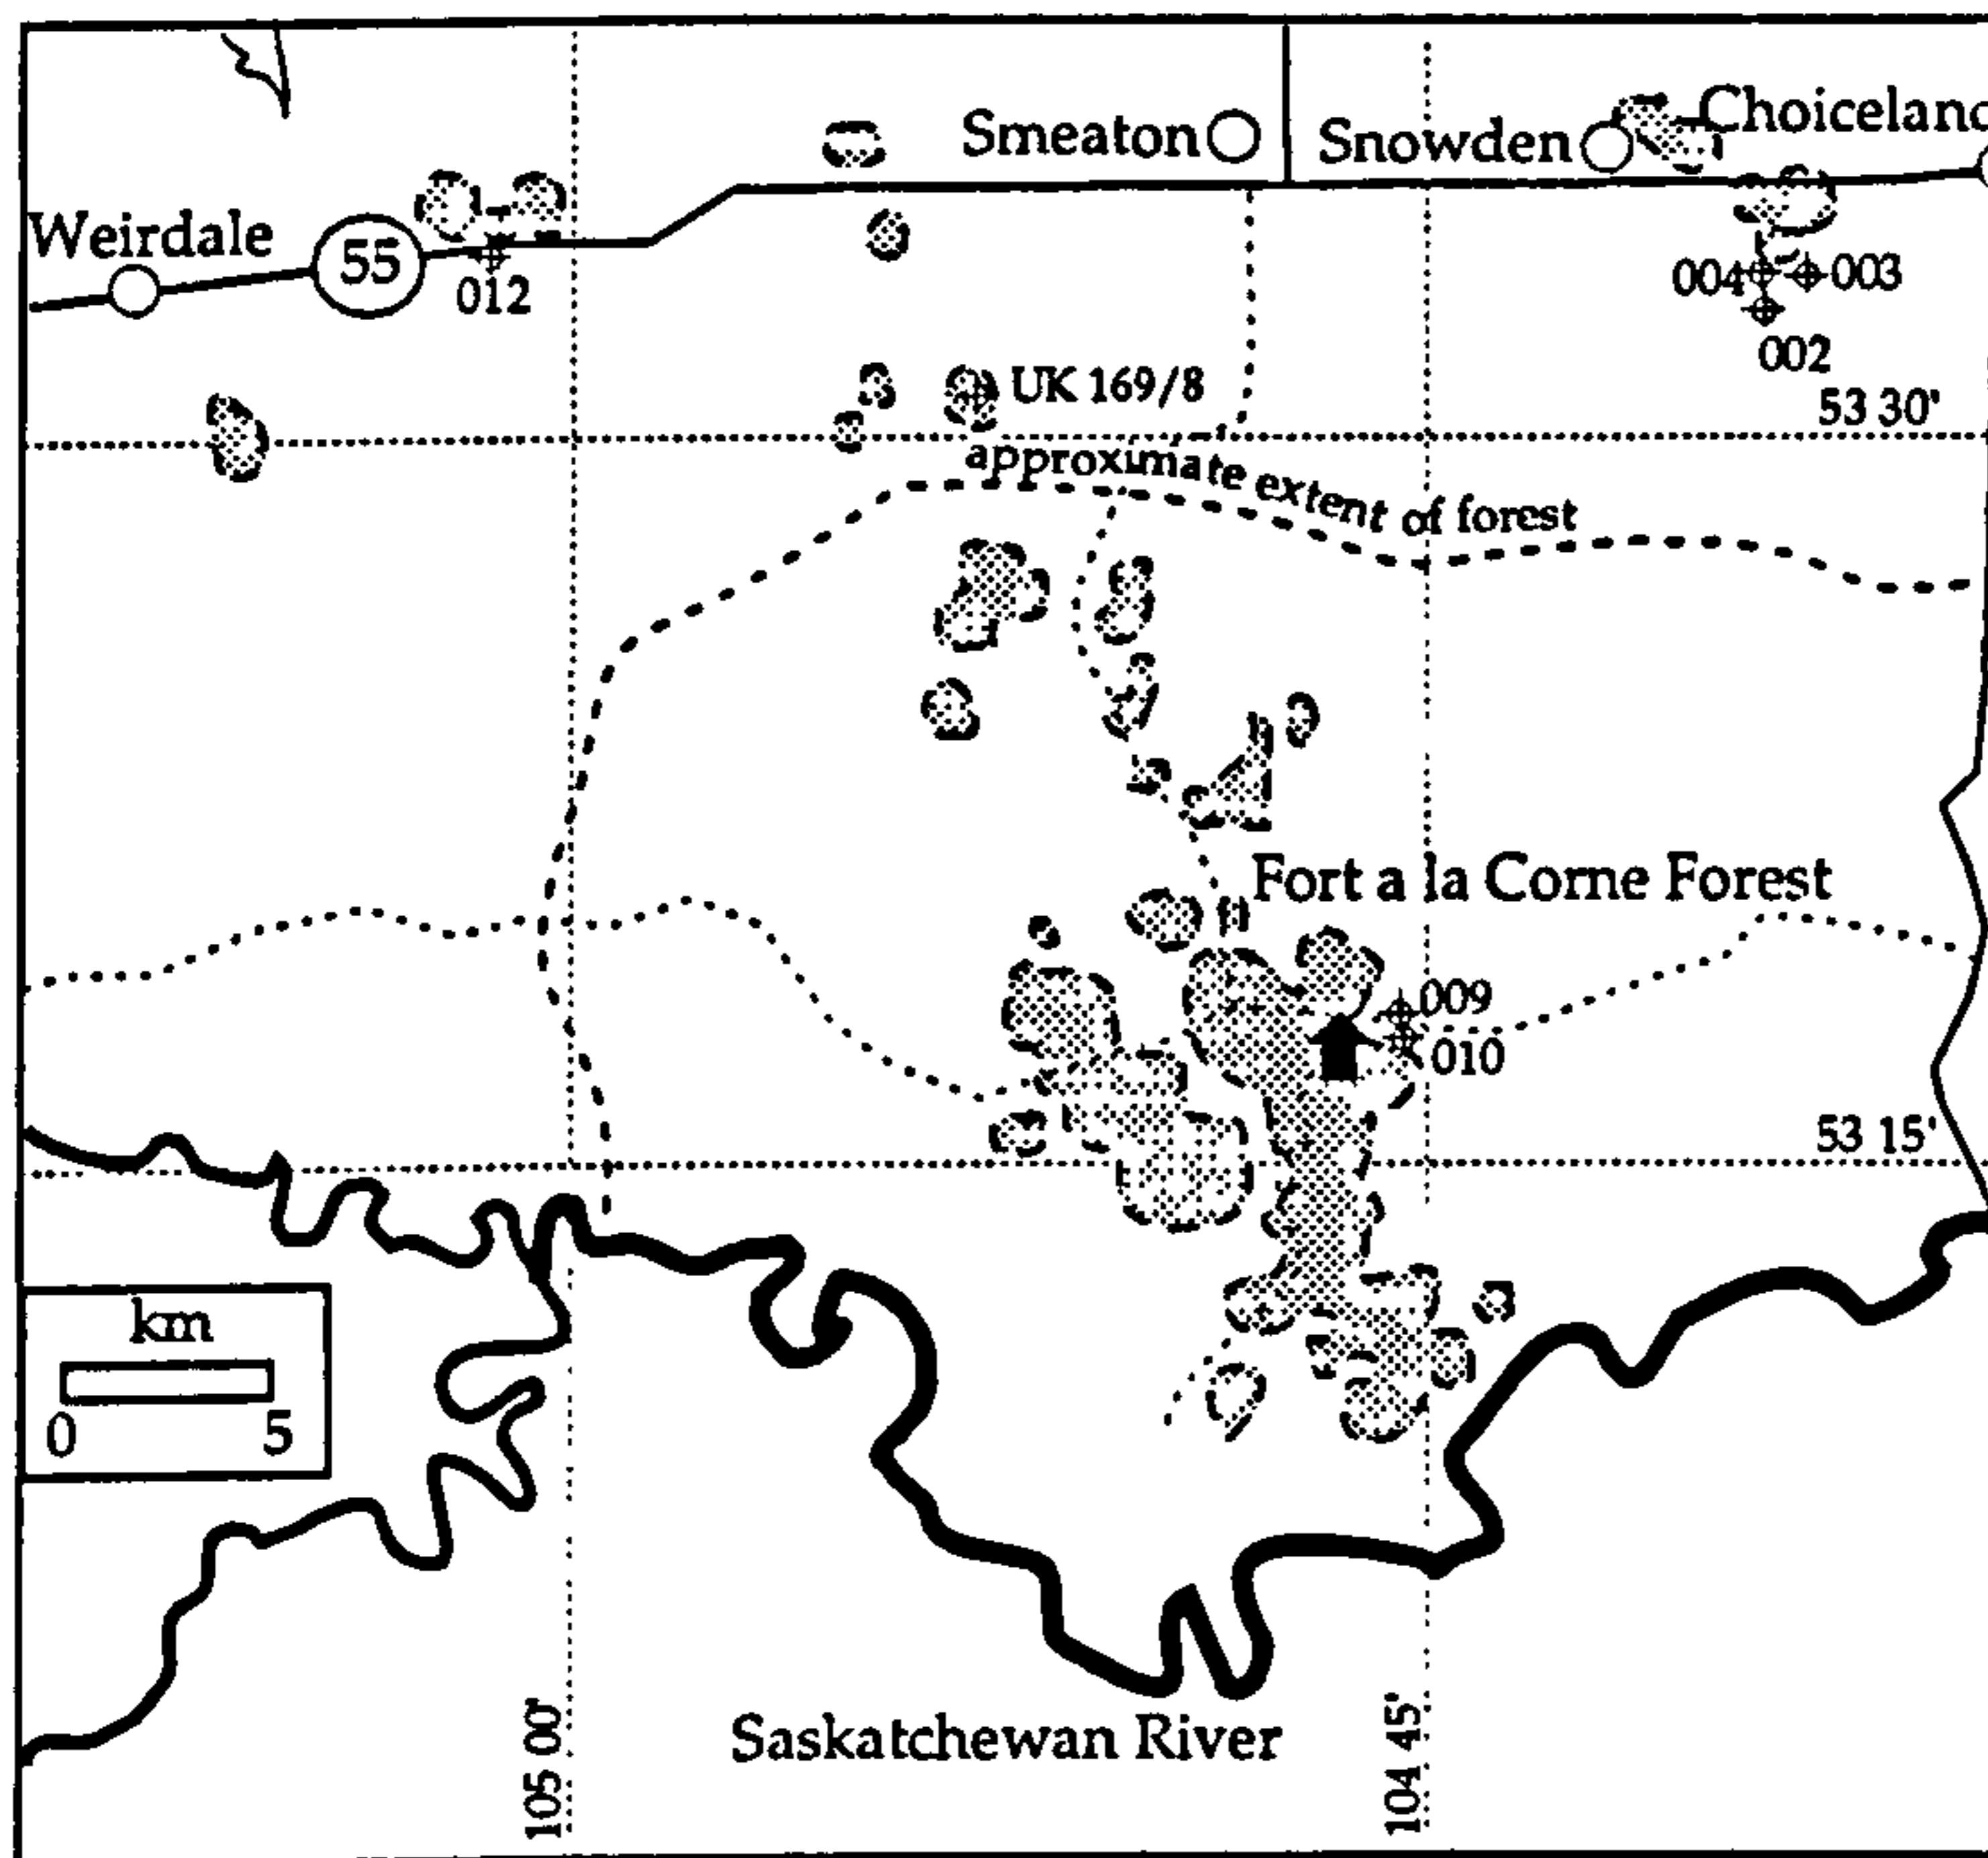 Smeaton
Snowden
Choiceland
Weirdale
55
012
004
003
002
UK 169/8
53 30'
approximate extent of forest
Fort a la Corne Forest
009
010
53 15'
km
0 5
Saskatchewan River
105 00'
104 45'